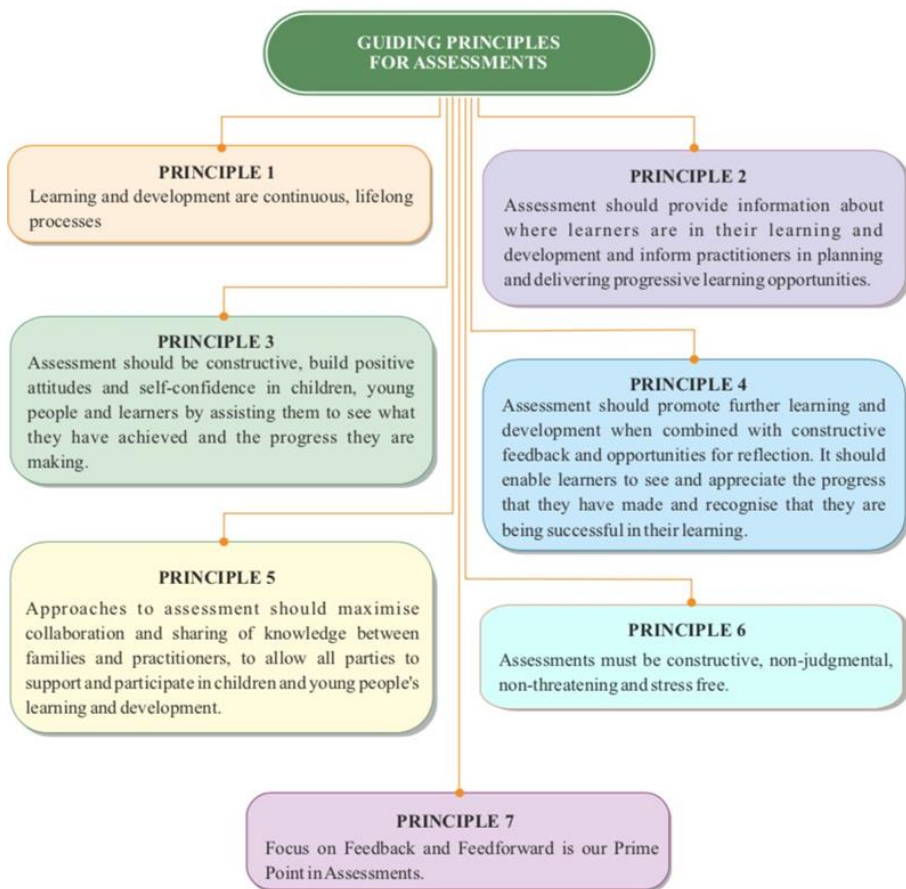 GUIDING PRINCIPLES
FOR ASSESSMENTS
PRINCIPLE 1
Learning and development are continuous, lifelong
processes
PRINCIPLE 2
Assessment should provide information about
where learners are in their learning and
development and inform practitioners in planning
and delivering progressive learning opportunities.
PRINCIPLE 3
Assessment should be constructive, build positive
attitudes and self-confidence in children, young
people and learners by assisting them to see what
they have achieved and the progress they are
making.
PRINCIPLE 4
Assessment should promote further learning and
development when combined with constructive
feedback and opportunities for reflection. It should
enable learners to see and appreciate the progress
that they have made and recognise that they are
being successful in their learning.
PRINCIPLE 5
Approaches to assessment should maximise
collaboration and sharing of knowledge between
families and practitioners, to allow all parties to
support and participate in children and young people's
learning and development.
PRINCIPLE 6
Assessments must be constructive, non-judgmental,
non-threatening and stress free.
PRINCIPLE 7
Focus on Feedback and Feedforward is our Prime
Point in Assessments.